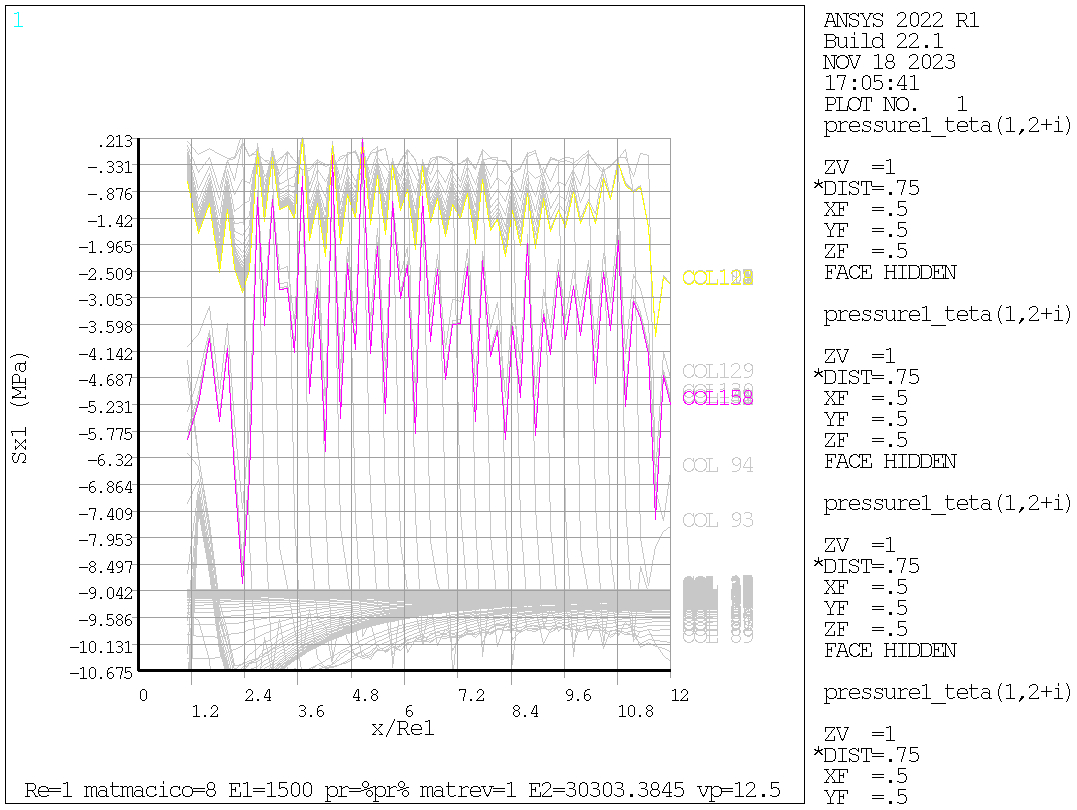 1
ANSYS 2022 R1
Build 22.1
NOV 18 2023
17:05:41
PLOT NO. 1
pressure1_teta(1,2+i)
ZV =1
*DIST=.75
XF =.5
YF =.5
ZF =.5
FACE HIDDEN
pressure1_teta(1,2+i)
ZV =1
*DIST=.75
XF =.5
YF =.5
ZF =.5
FACE HIDDEN
pressure1_teta(1,2+i)
ZV =1
*DIST=.75
XF =.5
YF =.5
ZF =.5
FACE HIDDEN
pressure1_teta(1,2+i)
ZV =1
*DIST=.75
XF =.5
YF =.5
.213
-.331
-.876
-1.42
-1.965
-2.509
-3.053
-3.598
-4.142
-4.687
-5.231
-5.775
-6.32
-6.864
-7.409
-7.953
-8.497
-9.042
-9.586
-10.131
-10.675
Sx1 (MPa)
COL129
COL 94
COL 93
0
1.2
2.4
3.6
4.8
6
7.2
8.4
9.6
10.8
12
x/Re1
Re=1 matmacico=8 E1=1500 pr=%pr% matrev=1 E2=30303.3845 vp=12.5